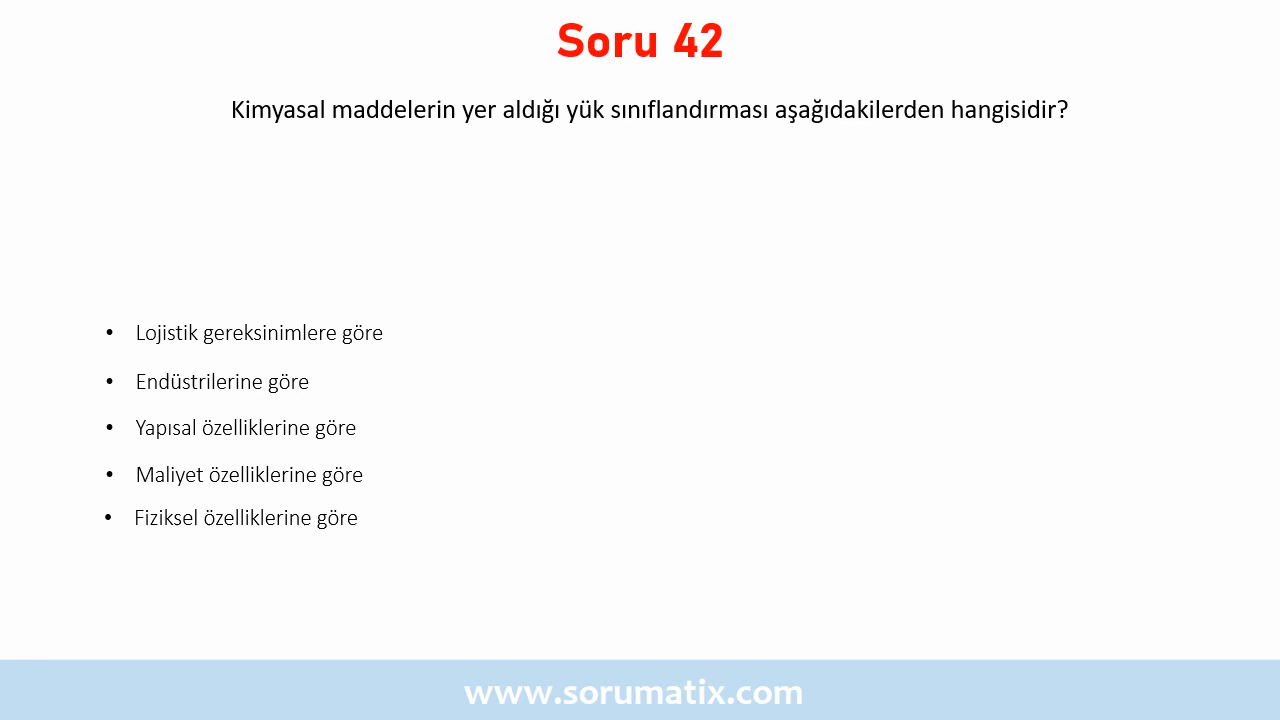 Soru 42
Kimyasal maddelerin yer aldığı yük sınıflandırması aşağıdakilerden hangisidir?
• Lojistik gereksinimlere göre
• Endüstrilerine göre
• Yapısal özelliklerine göre
• Maliyet özelliklerine göre
• Fiziksel özelliklerine göre
www.sorumatix.com